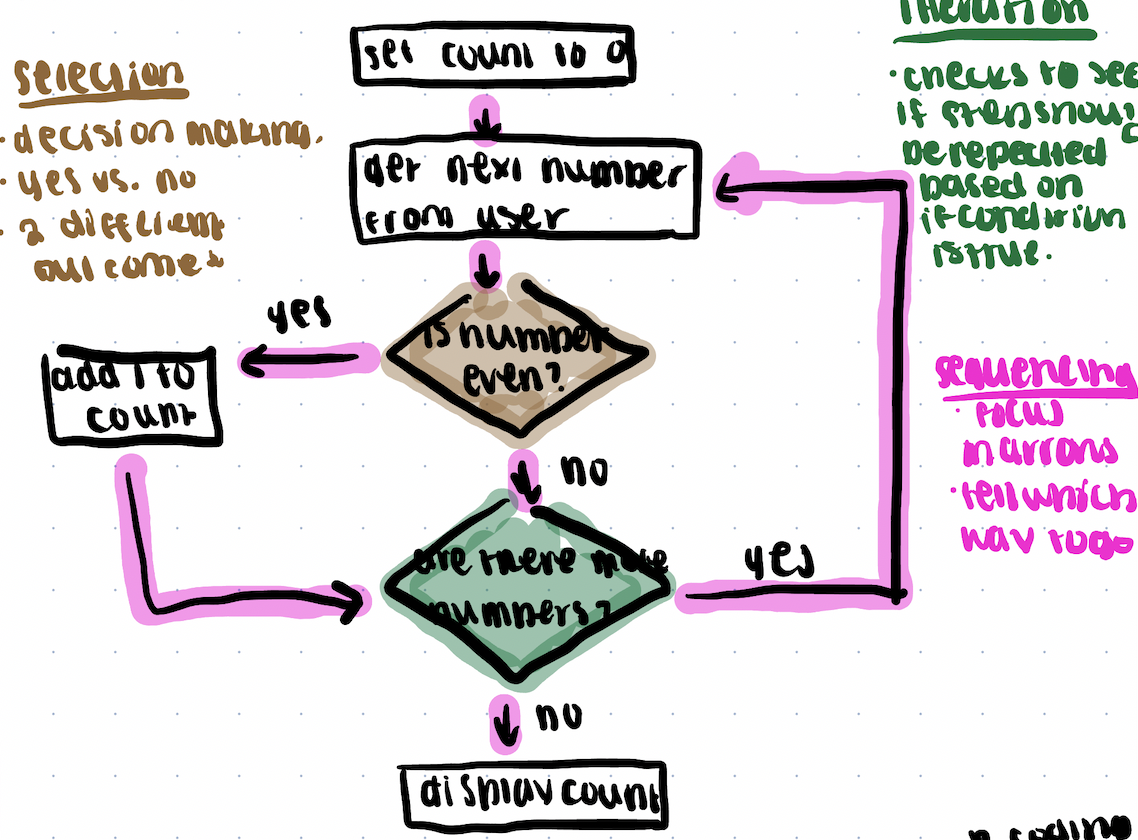 set count to 0
get next number
from user
is number
even?
yes
add 1 to
count
no
are there more
numbers?
yes
no
display count
selection
• decision making.
• yes vs. no
• 2 different
outcomes
Iteration
• checks to see
if steps should
be repeated
based on
if condition
is true.
sequencing
• focus
in arrows
• tell which
way to go
coding